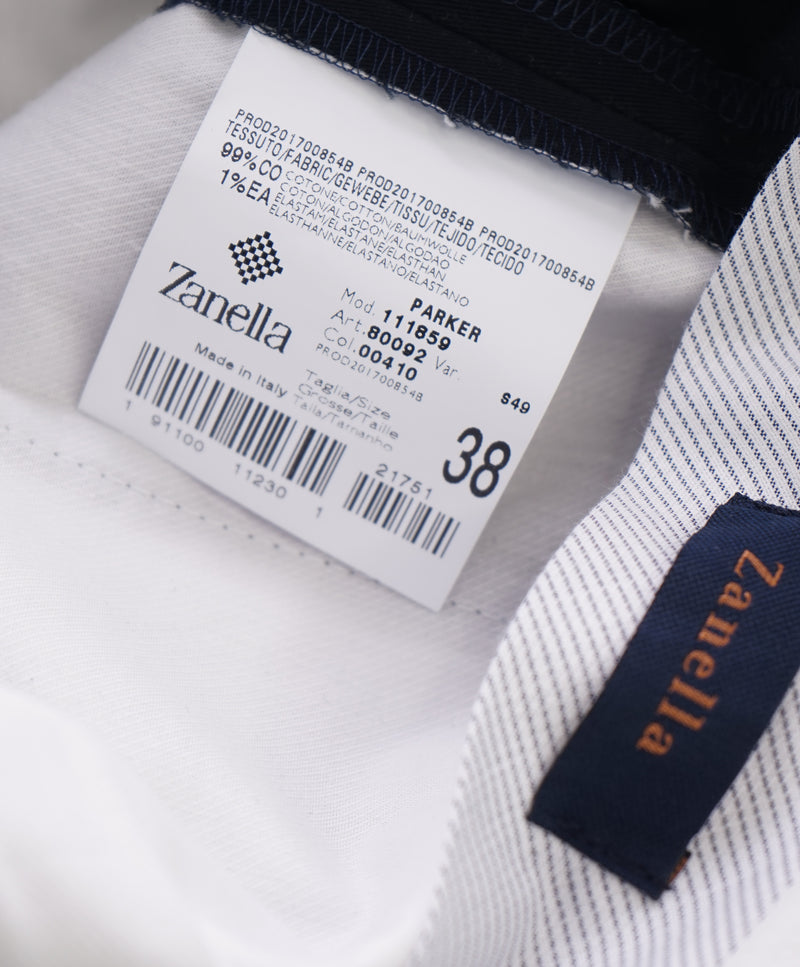 PROD201700854B PROD201700854B PROD201700854B
TESSUTO/FABRIC/GEWEBE/TISSU/TEJIDO/TECIDO
99%CO COTONE/COTTON/BAUMWOLLE
COTON/ALGODON/ALGODAO
1%EA ELASTAM/ELASTANE/ELASTHAN
ELASTHANNE/ELASTANO/ELASTANO
Zanella
PARKER
Mod. 111859
Art. 80092 Var.
Col. 00410
PROD201700854B
Made in Italy
Taglia/Size
Grosse/Taille
Talla/Tamanho
S49
38
1 91100 11230 1
21751
Zanella